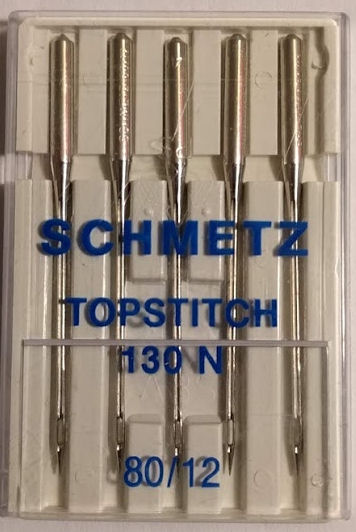 SCHMETZ
TOPSTITCH
130 N
80/12